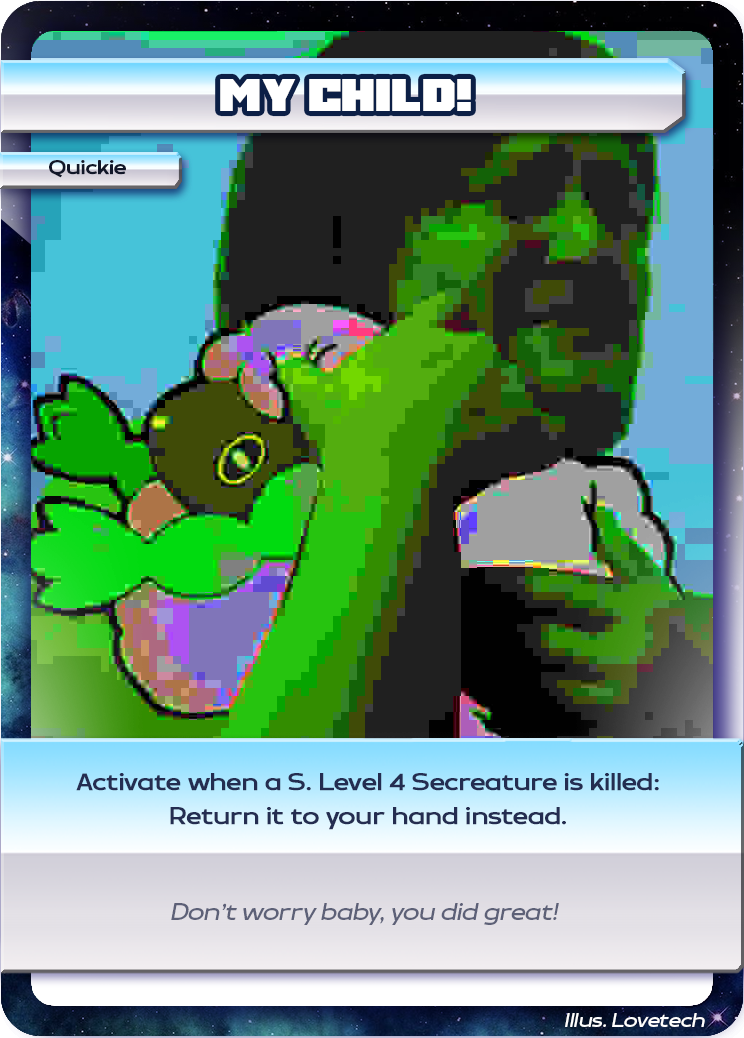 MY CHILD!
Quickie
Activate when a S. Level 4 Secreature is killed:
Return it to your hand instead.
Don't worry baby, you did great!
Illus. Lovetech